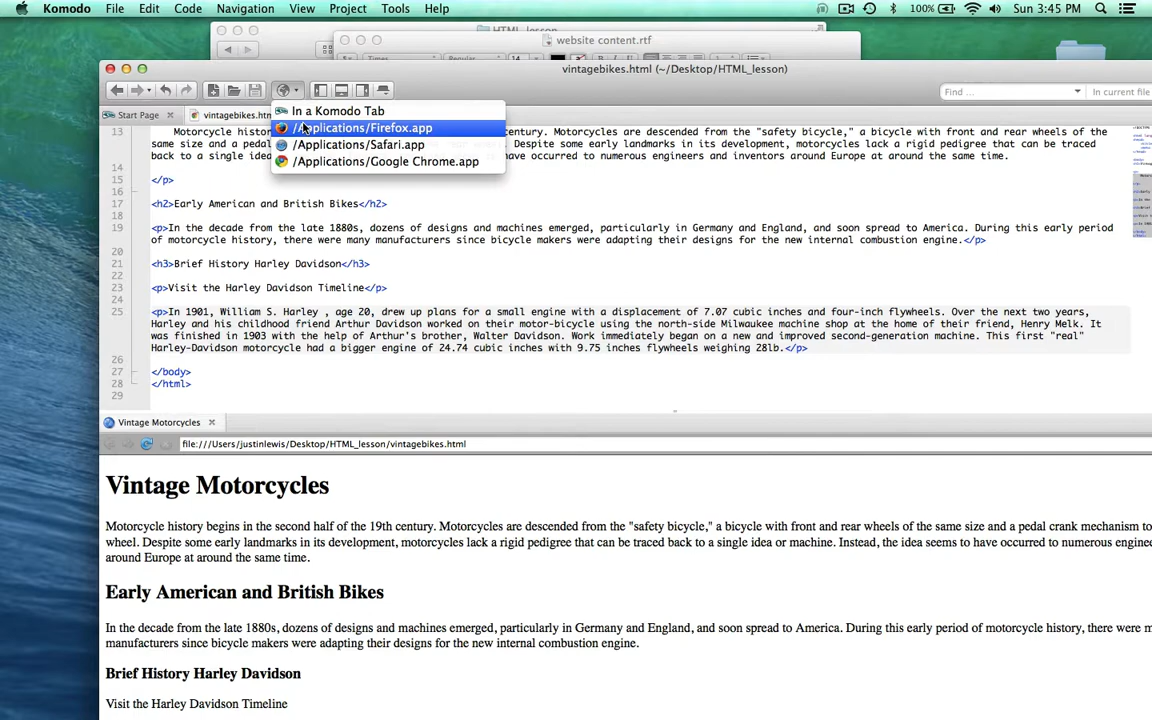 Komodo File Edit Code Navigation View Project Tools Help 100% Sun 3:45 PM
HTML_lesson
website content.rtf
Times Regular 14
vintagebikes.html (~/Desktop/HTML_lesson)
Find ... In current file
Start Page vintagebikes.htm
In a Komodo Tab
/Applications/Firefox.app
/Applications/Safari.app
/Applications/Google Chrome.app
13 Motorcycle histor century. Motorcycles are descended from the "safety bicycle," a bicycle with front and rear wheels of the
same size and a pedal . Despite some early landmarks in its development, motorcycles lack a rigid pedigree that can be traced
back to a single idea have occurred to numerous engineers and inventors around Europe at around the same time.
14
15 </p>
16
17 <h2>Early American and British Bikes</h2>
18
19 <p>In the decade from the late 1880s, dozens of designs and machines emerged, particularly in Germany and England, and soon spread to America. During this early period
of motorcycle history, there were many manufacturers since bicycle makers were adapting their designs for the new internal combustion engine.</p>
20
21 <h3>Brief History Harley Davidson</h3>
22
23 <p>Visit the Harley Davidson Timeline</p>
24
25 <p>In 1901, William S. Harley , age 20, drew up plans for a small engine with a displacement of 7.07 cubic inches and four-inch flywheels. Over the next two years,
Harley and his childhood friend Arthur Davidson worked on their motor-bicycle using the north-side Milwaukee machine shop at the home of their friend, Henry Melk. It
was finished in 1903 with the help of Arthur's brother, Walter Davidson. Work immediately began on a new and improved second-generation machine. This first "real"
Harley-Davidson motorcycle had a bigger engine of 24.74 cubic inches with 9.75 inches flywheels weighing 28lb.</p>
26
27 </body>
28 </html>
29
Vintage Motorcycles
file:///Users/justinlewis/Desktop/HTML_lesson/vintagebikes.html
Vintage Motorcycles
Motorcycle history begins in the second half of the 19th century. Motorcycles are descended from the "safety bicycle," a bicycle with front and rear wheels of the same size and a pedal crank mechanism to
wheel. Despite some early landmarks in its development, motorcycles lack a rigid pedigree that can be traced back to a single idea or machine. Instead, the idea seems to have occurred to numerous engine
around Europe at around the same time.
Early American and British Bikes
In the decade from the late 1880s, dozens of designs and machines emerged, particularly in Germany and England, and soon spread to America. During this early period of motorcycle history, there were m
manufacturers since bicycle makers were adapting their designs for the new internal combustion engine.
Brief History Harley Davidson
Visit the Harley Davidson Timeline